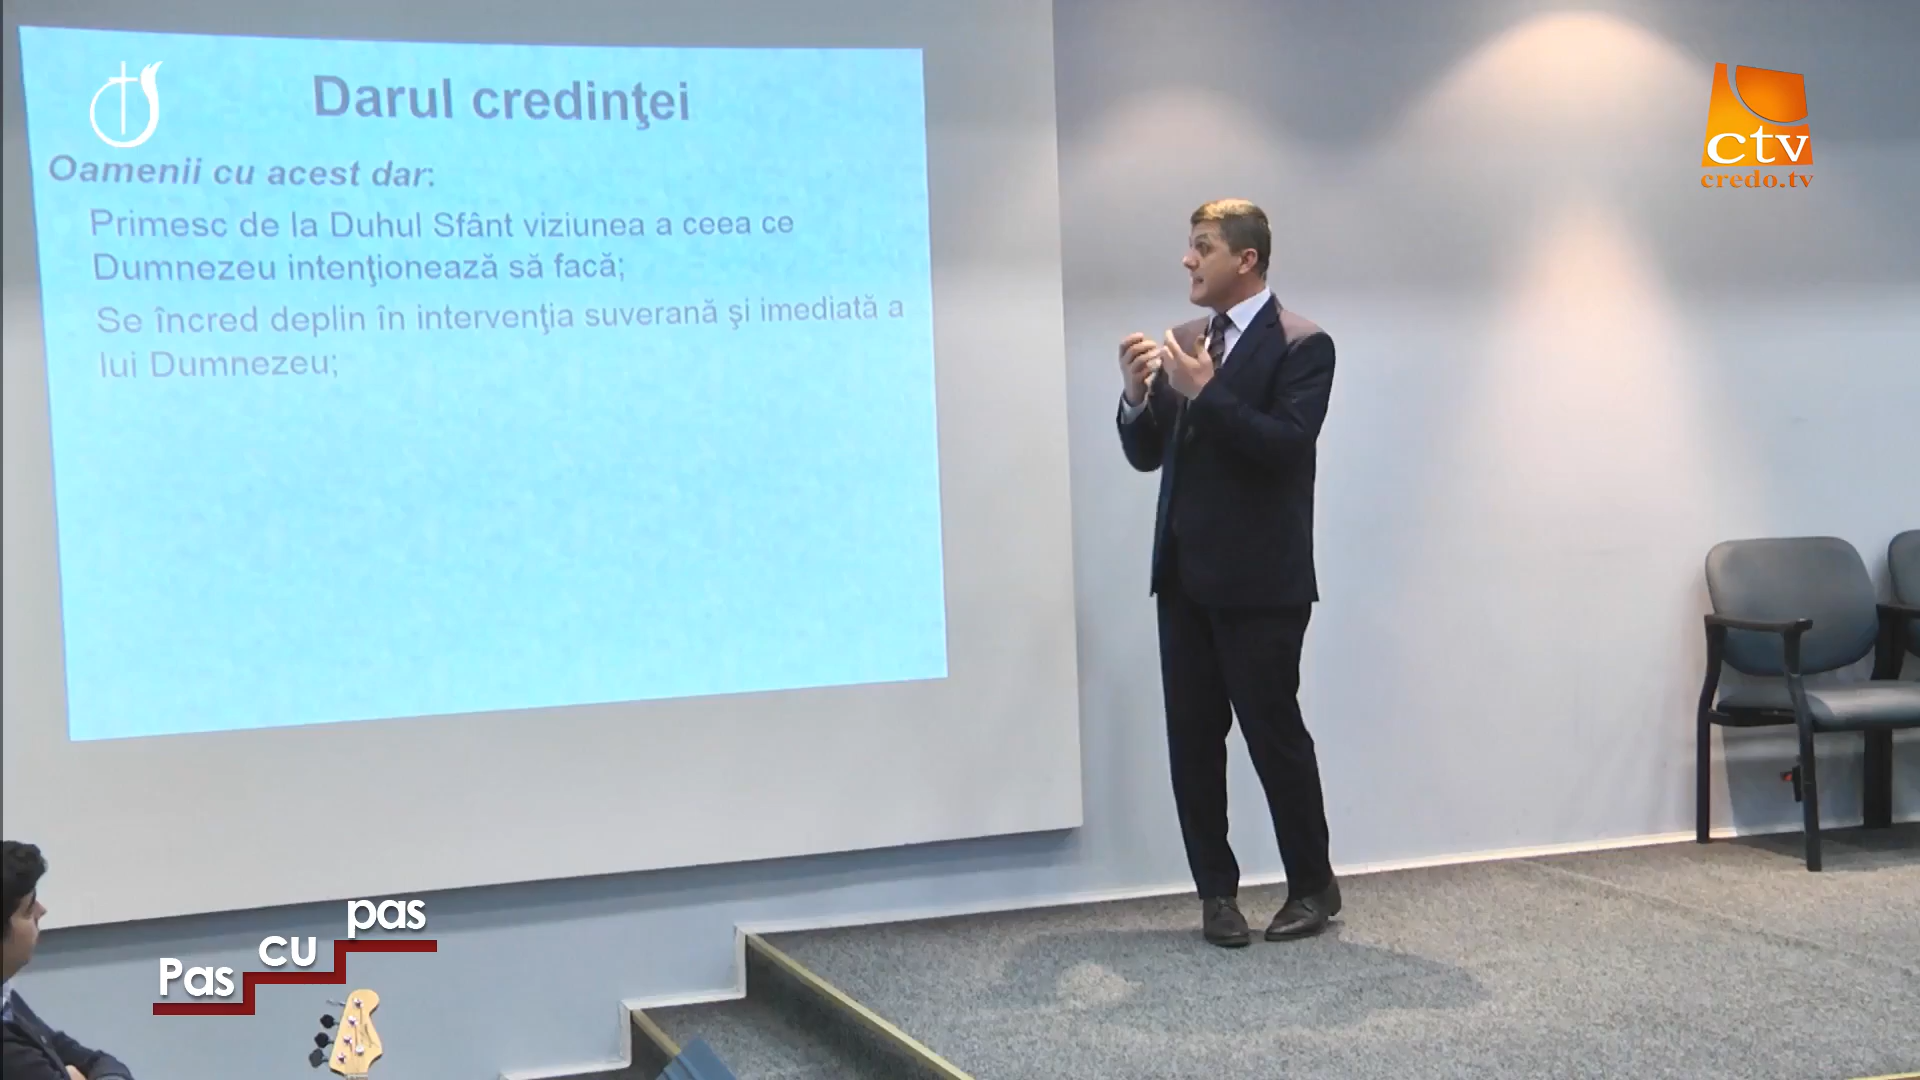 Darul credinţei
Oamenii cu acest dar:
Primesc de la Duhul Sfânt viziunea a ceea ce
Dumnezeu intenţionează să facă;
Se încred deplin în intervenţia suverană şi imediată a
lui Dumnezeu;
ctv
credo.tv
Pas cu pas